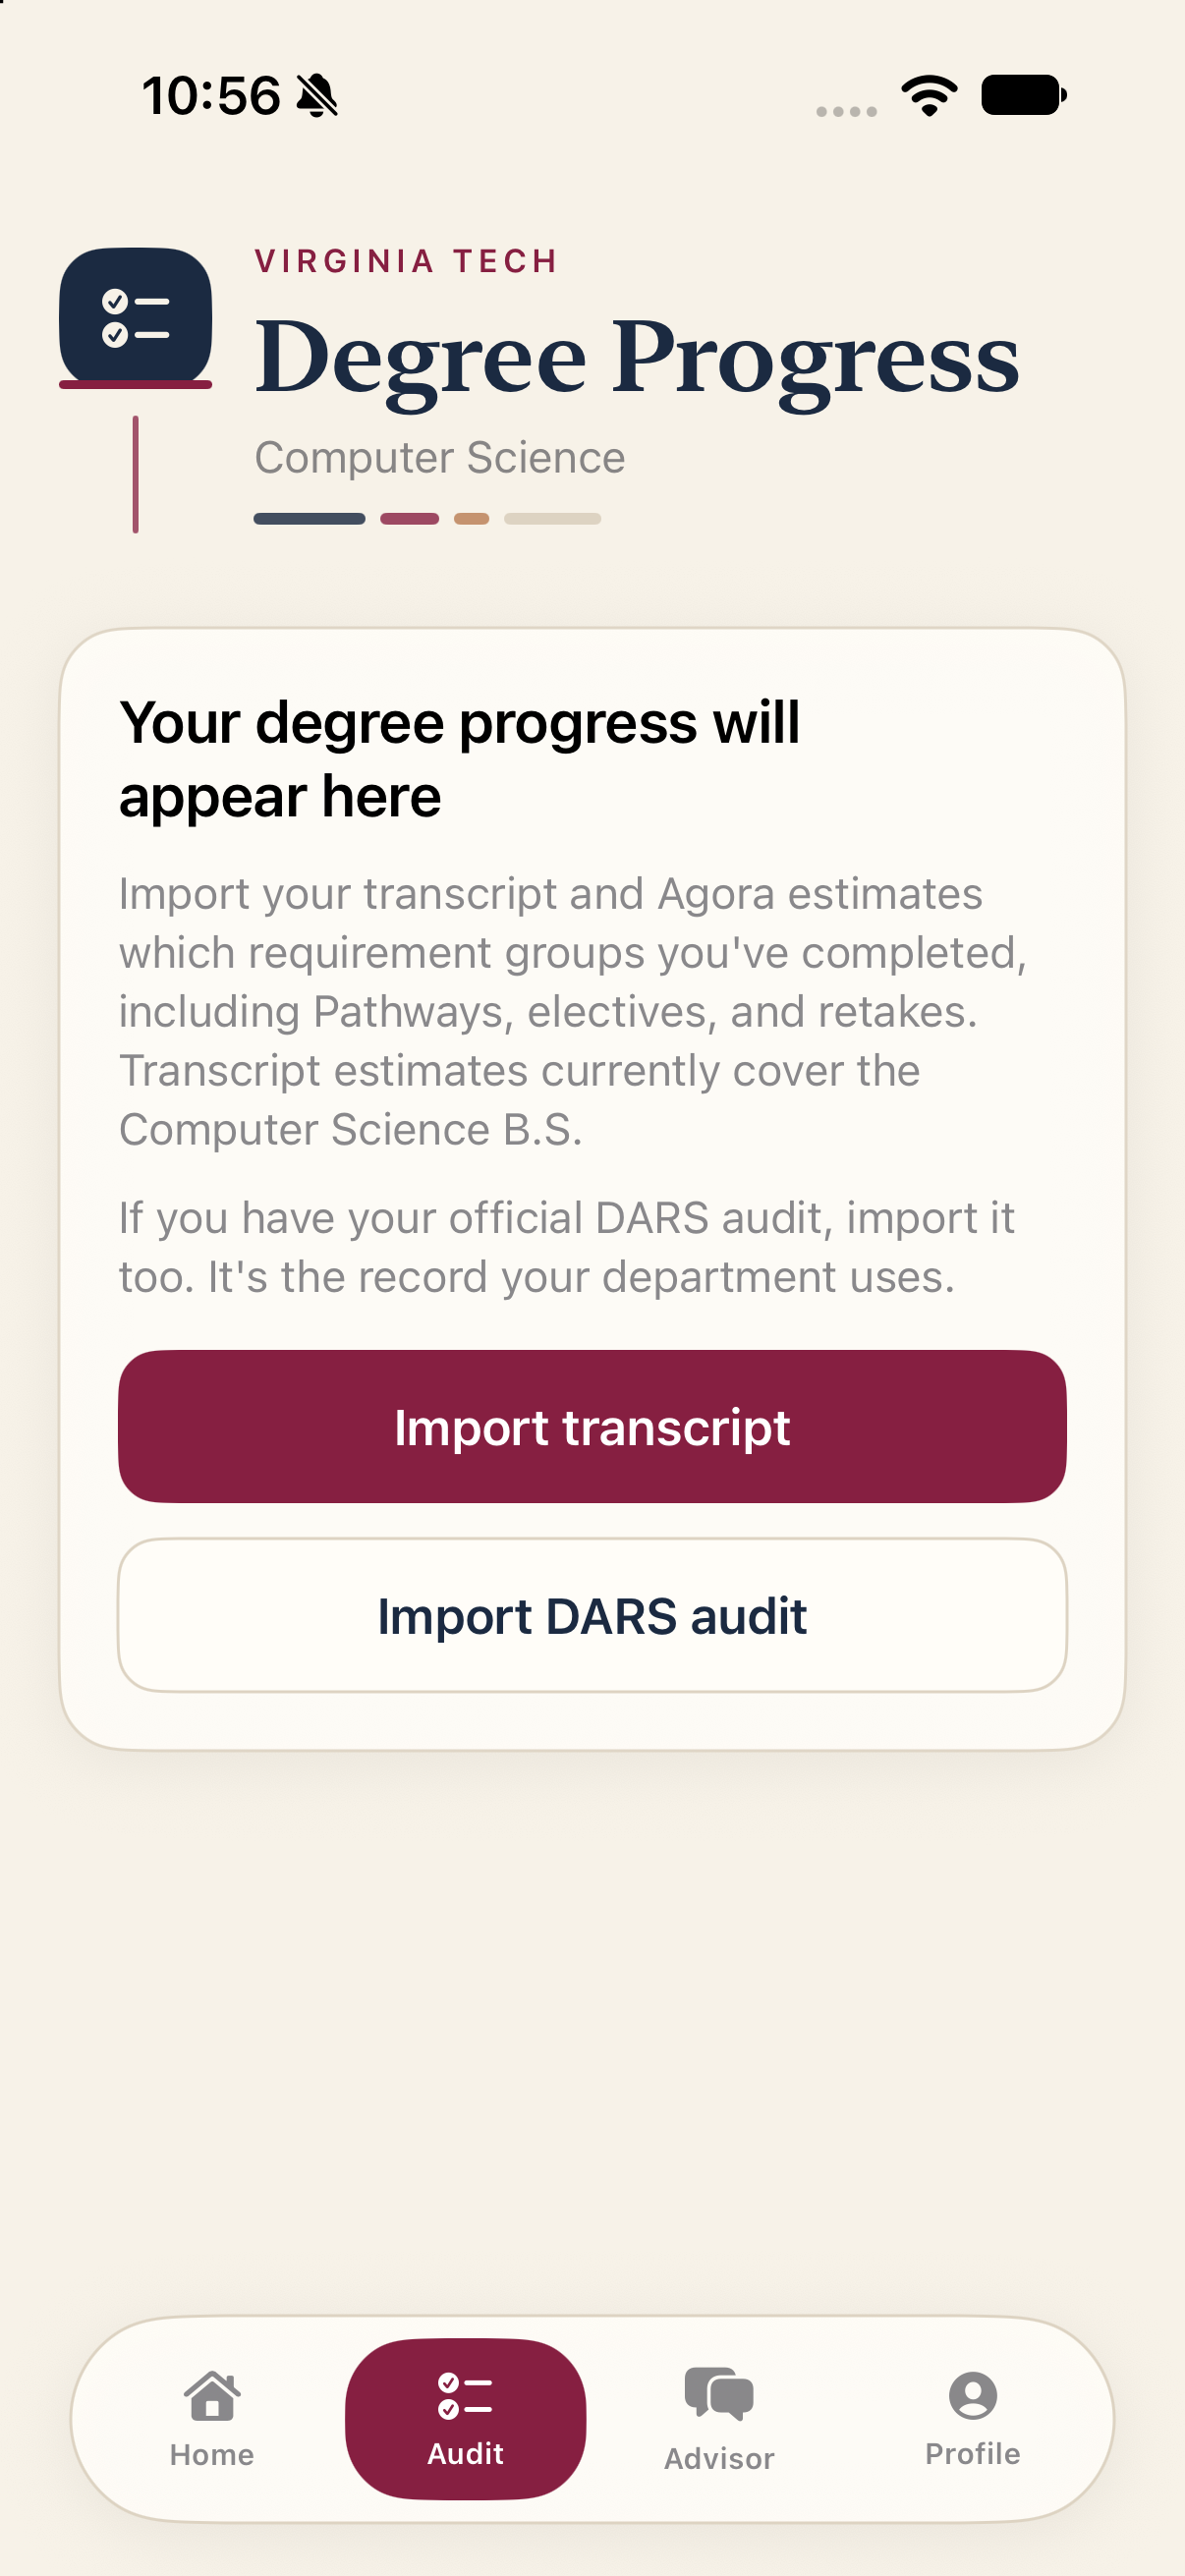 10:56
VIRGINIA TECH
Degree Progress
Computer Science
Your degree progress will
appear here
Import your transcript and Agora estimates
which requirement groups you've completed,
including Pathways, electives, and retakes.
Transcript estimates currently cover the
Computer Science B.S.
If you have your official DARS audit, import it
too. It's the record your department uses.
Import transcript
Import DARS audit
Home
Audit
Advisor
Profile